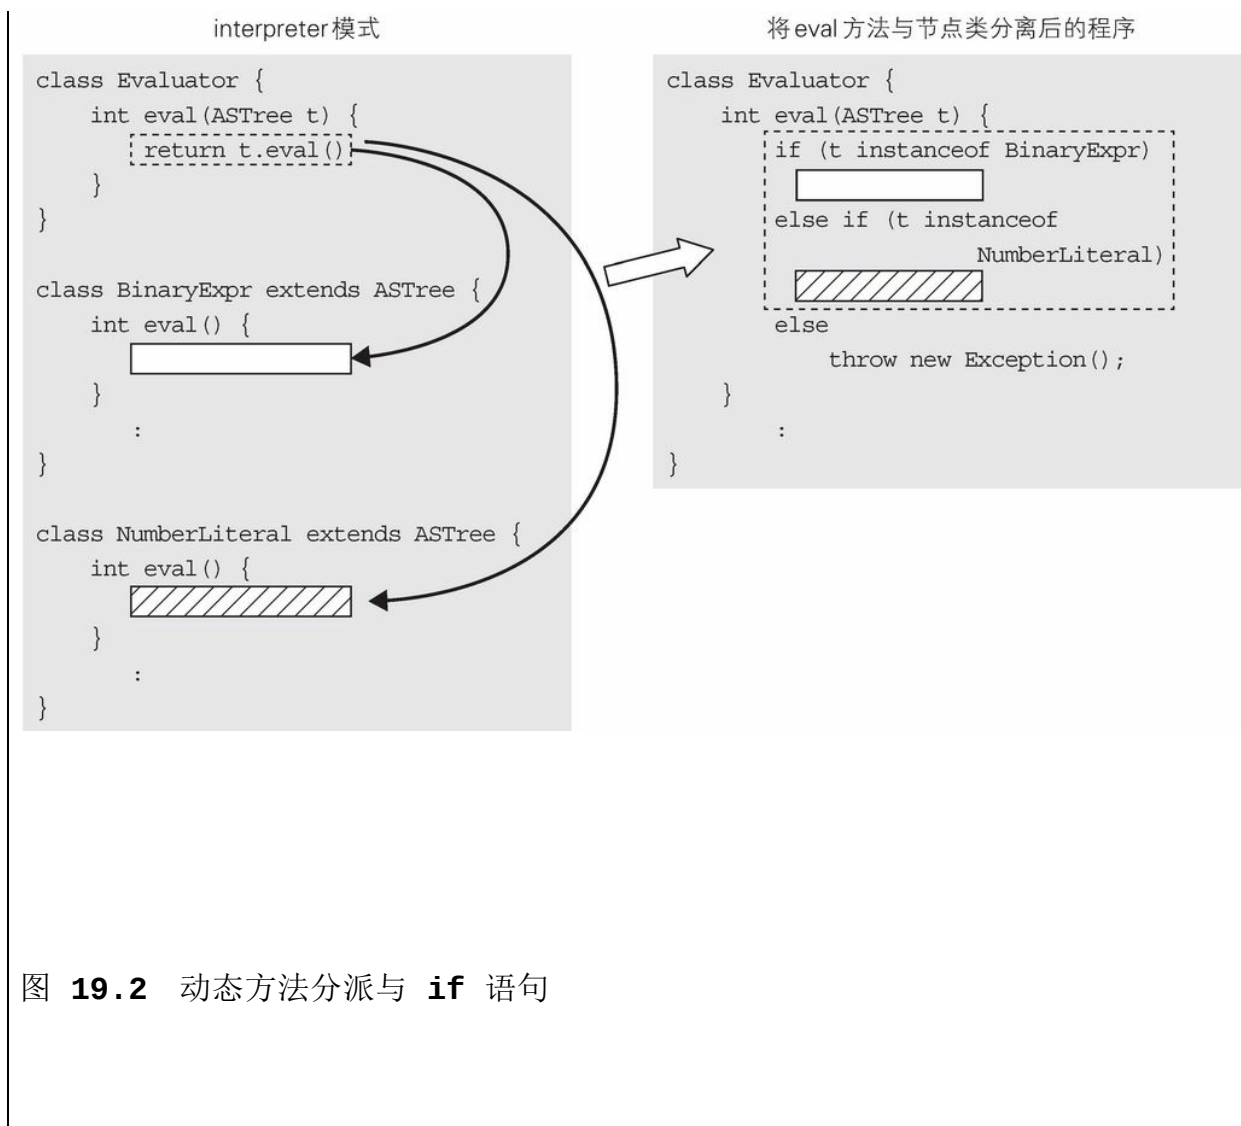 interpreter模式
class Evaluator {
    int eval(ASTree t) {
        return t.eval()
    }
}
class BinaryExpr extends ASTree {
    int eval() {
    }
        :
}
class NumberLiteral extends ASTree {
    int eval() {
    }
        :
}
将eval方法与节点类分离后的程序
class Evaluator {
    int eval(ASTree t) {
        if (t instanceof BinaryExpr)
        else if (t instanceof
                       NumberLiteral)
        else
            throw new Exception();
    }
        :
}
图 19.2 动态方法分派与 if 语句